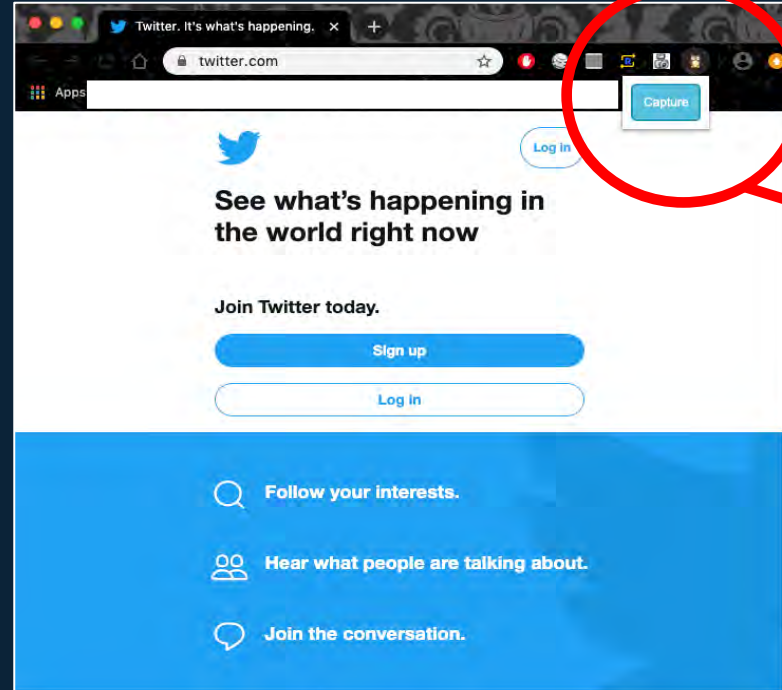 Twitter. It's what's happening.
twitter.com
Apps
Capture
Log in
See what's happening in
the world right now
Join Twitter today.
Sign up
Log in
Follow your interests.
Hear what people are talking about.
Join the conversation.